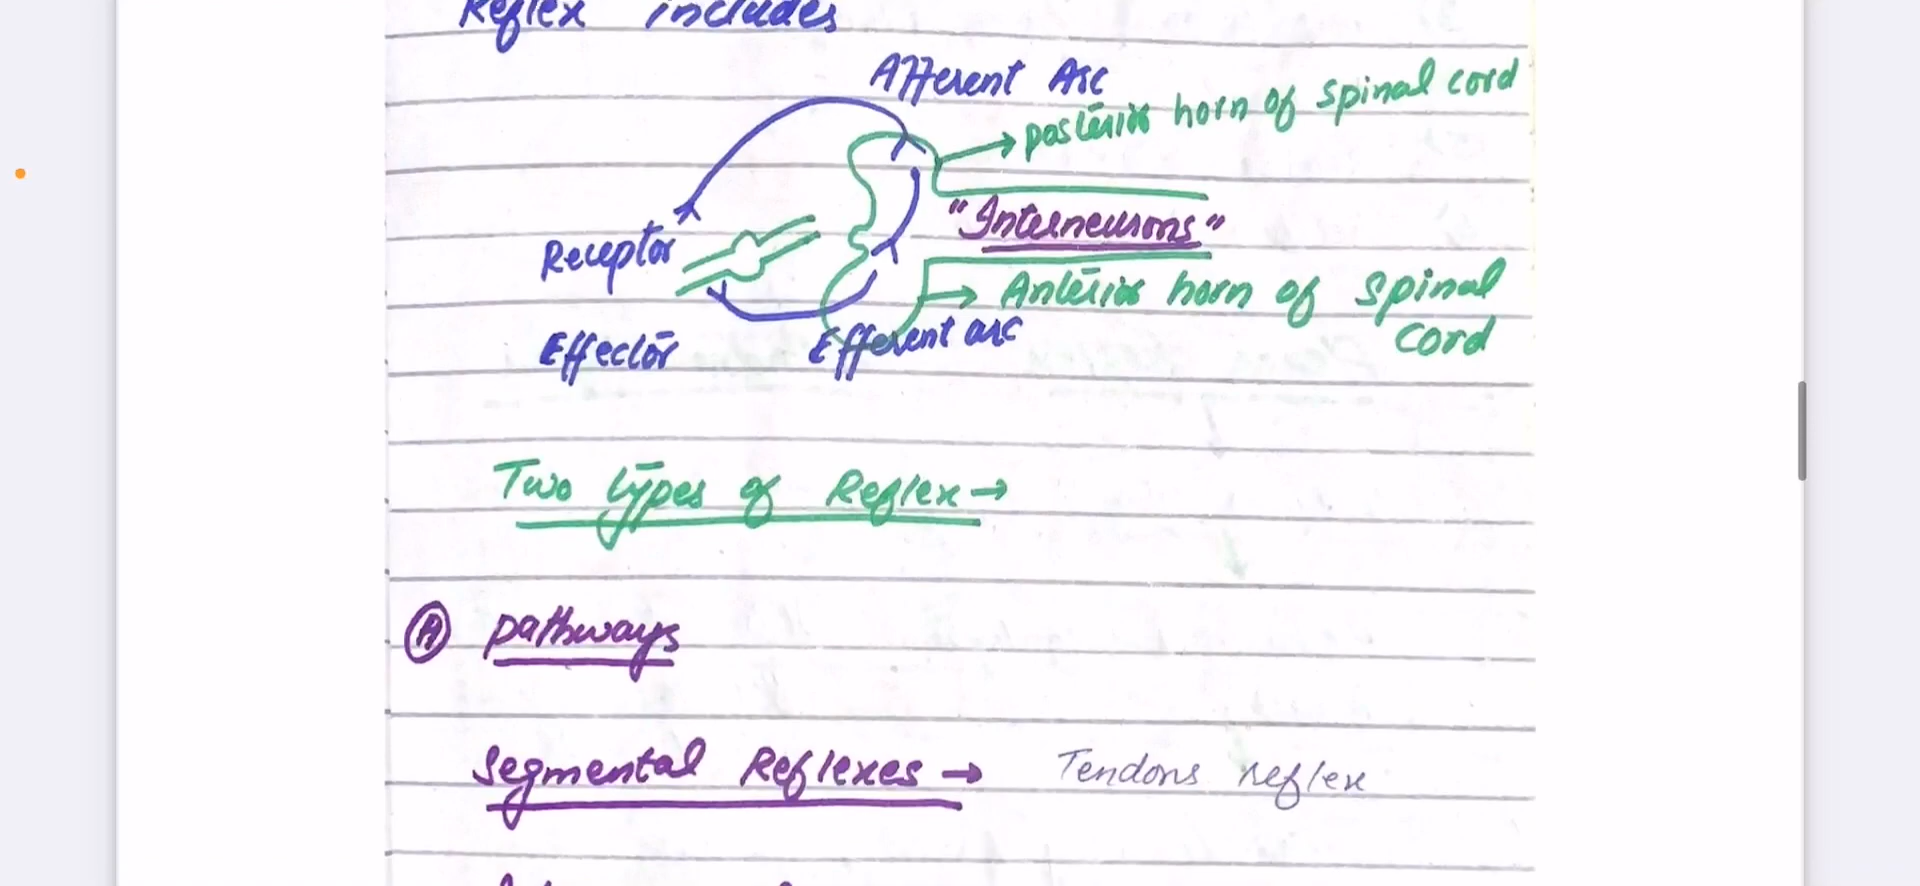 Reflex includes
Afferent Arc
posterior horn of spinal cord
"Interneurons"
Receptor
Anterior horn of spinal
cord
Effector
Efferent arc
Two types of Reflex→
Ⓐ pathways
Segmental Reflexes → Tendons reflex